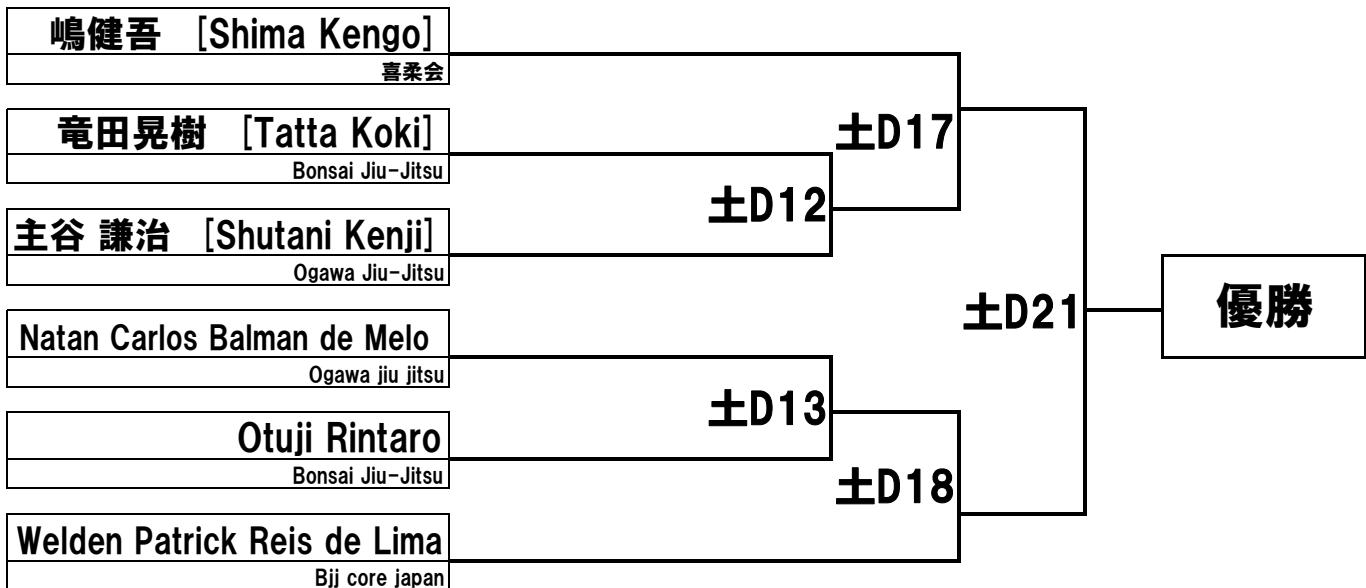 嶋健吾 [Shima Kengo]
喜柔会
竜田晃樹 [Tatta Koki]
Bonsai Jiu-Jitsu
主谷 謙治 [Shutani Kenji]
Ogawa Jiu-Jitsu
Natan Carlos Balman de Melo
Ogawa jiu jitsu
Otuji Rintaro
Bonsai Jiu-Jitsu
Welden Patrick Reis de Lima
Bjj core japan
土D12
土D13
土D17
土D18
土D21
優勝